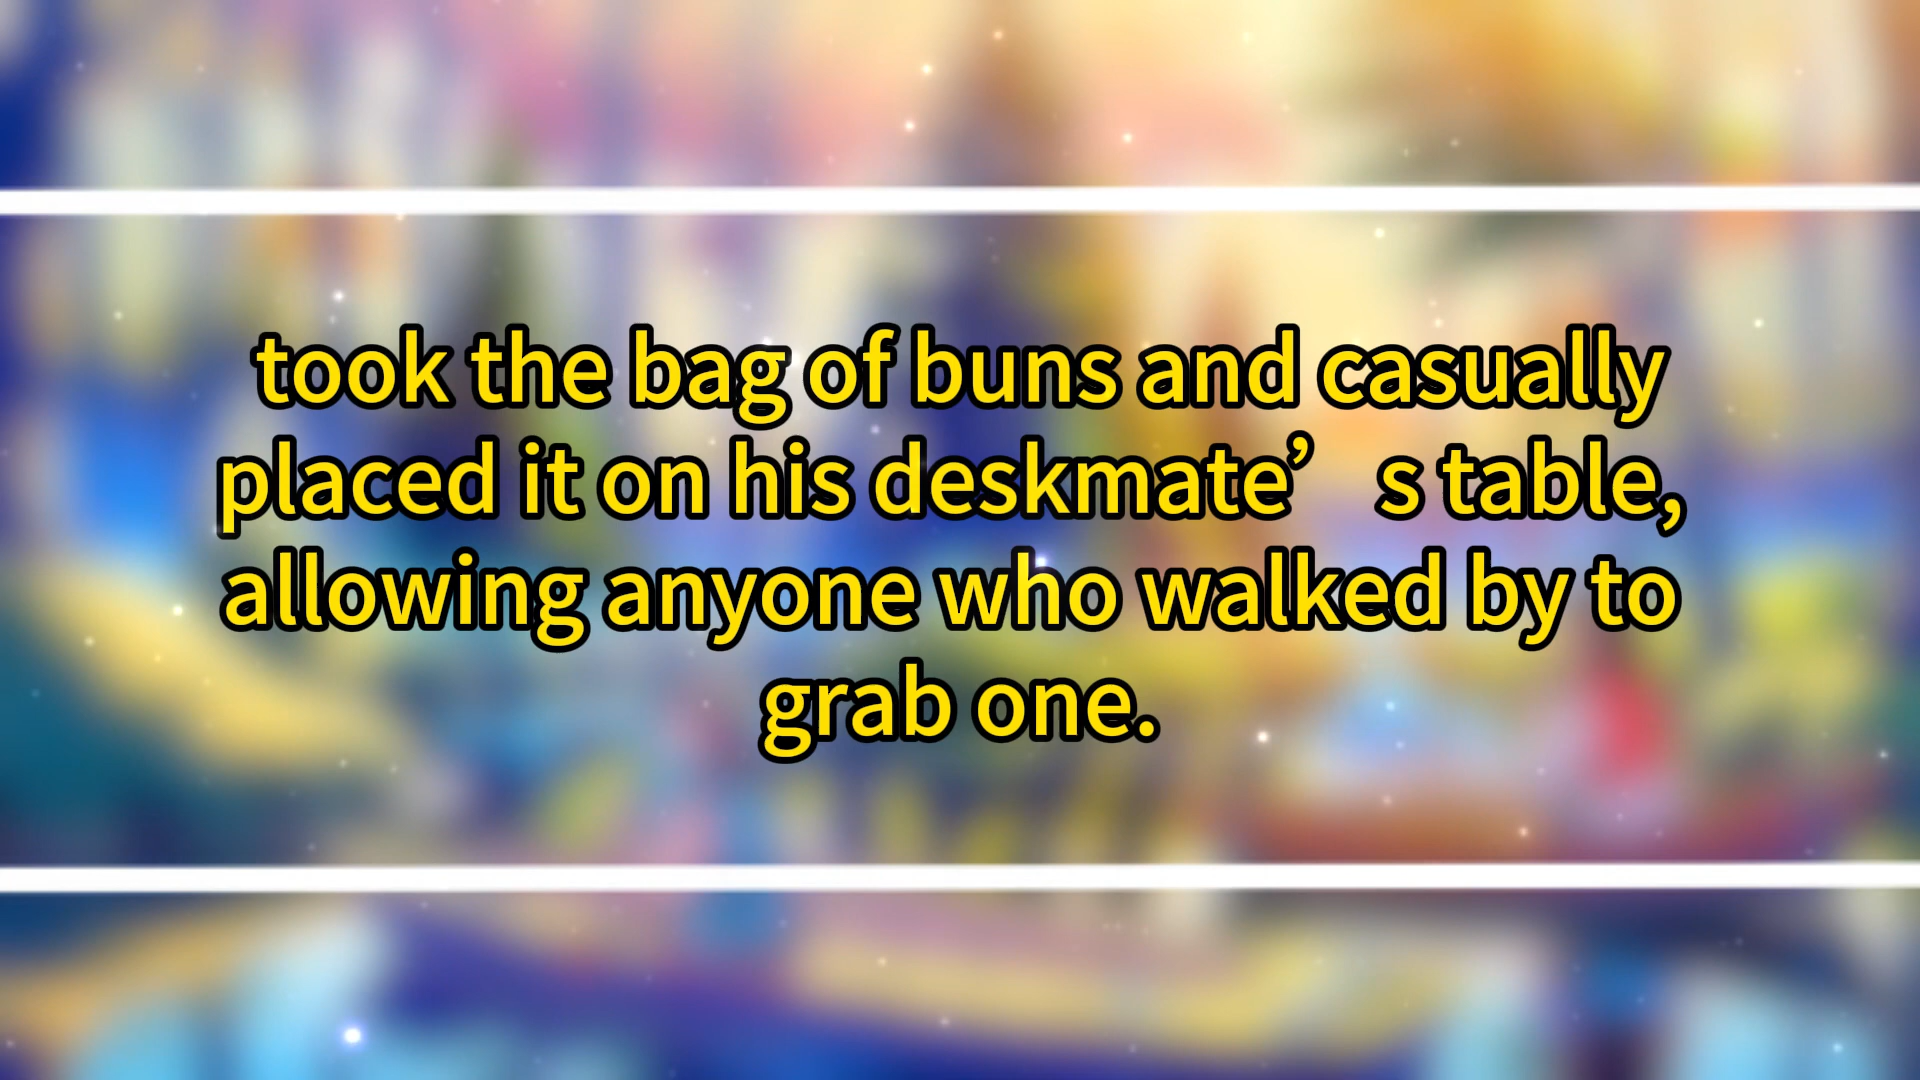 took the bag of buns and casually
placed it on his deskmate’ s table,
allowing anyone who walked by to
grab one.